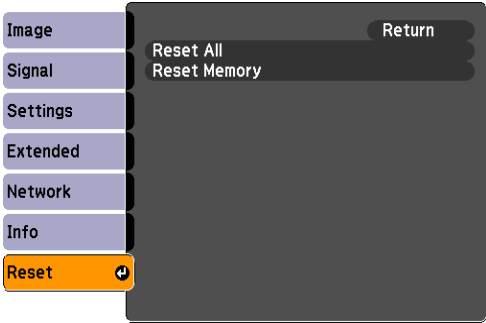 Image
Signal
Settings
Extended
Network
Info
Reset
Return
Reset All
Reset Memory